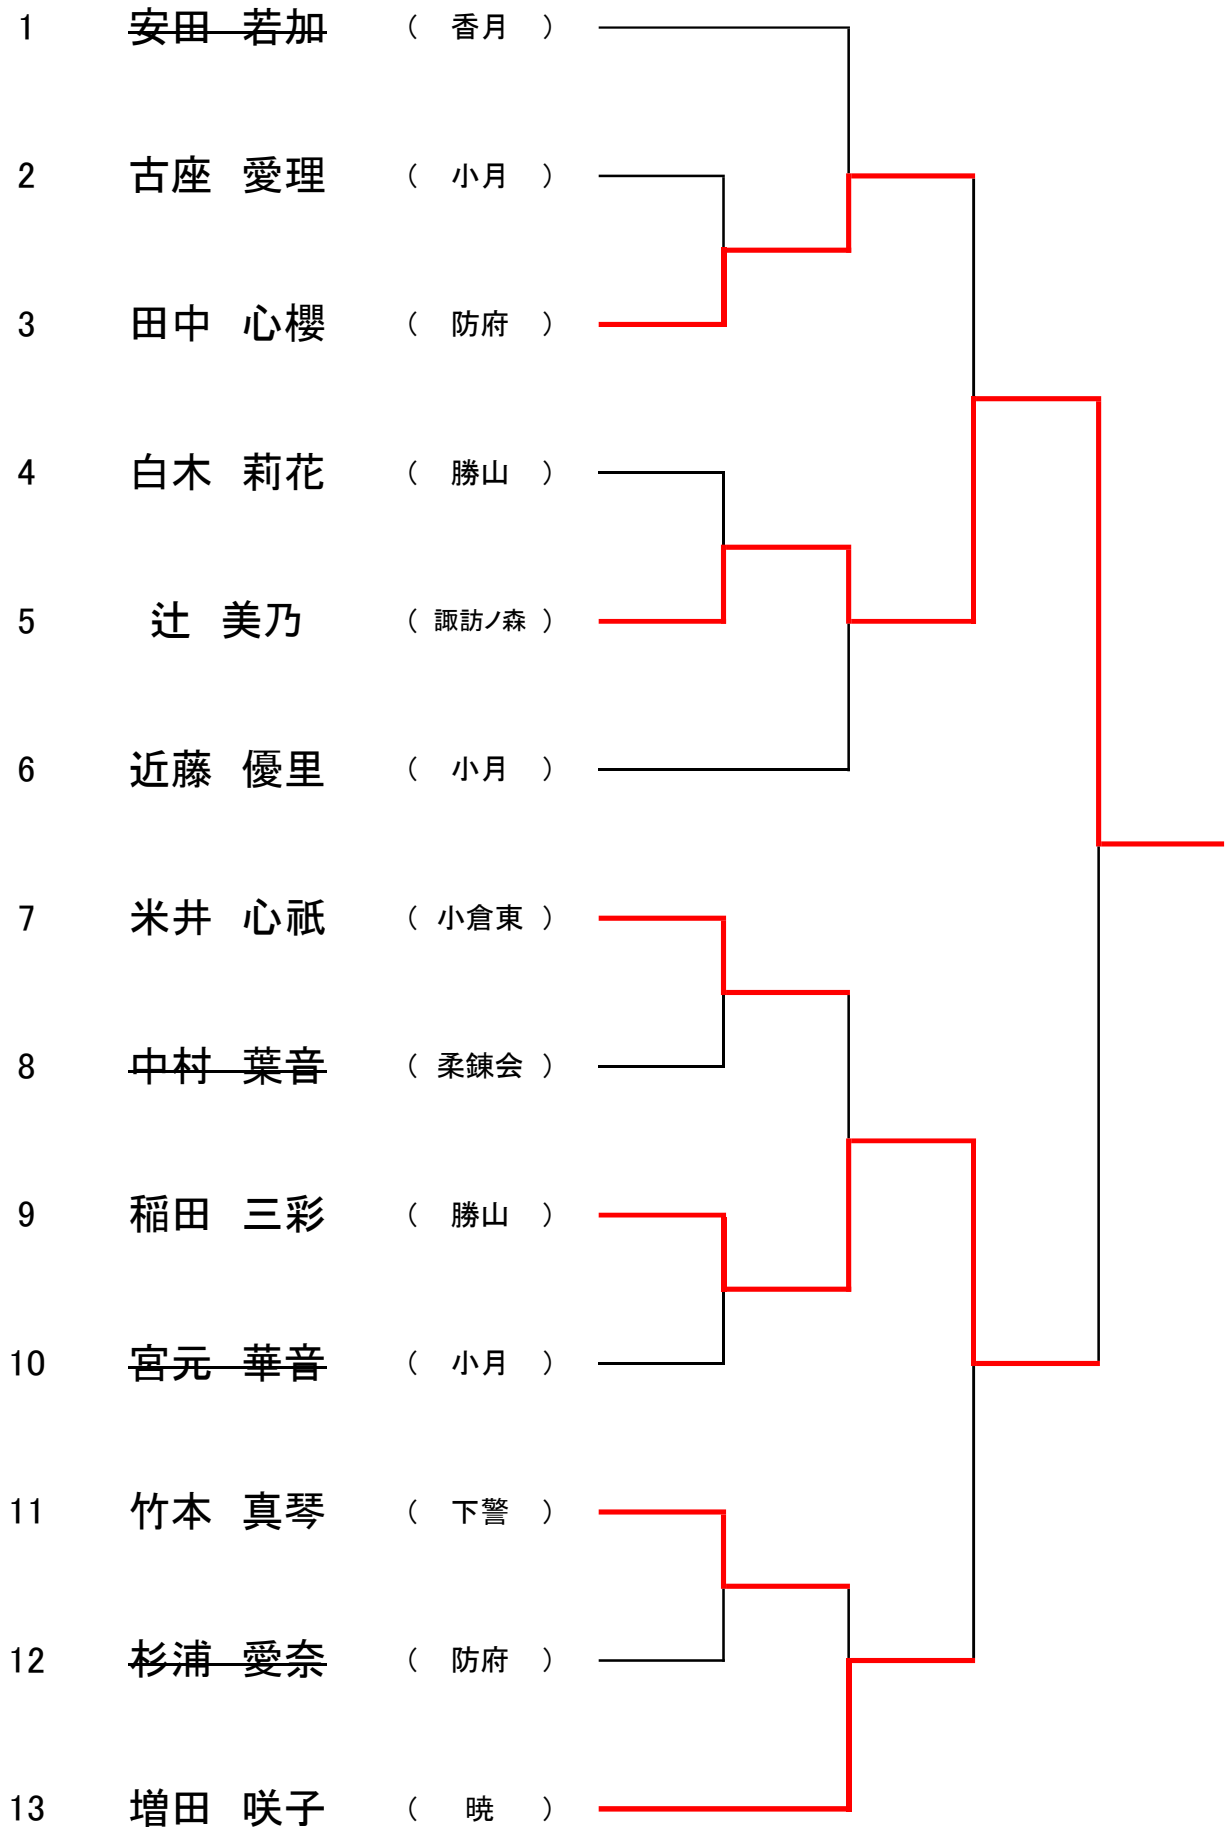 1 安田 若加 ( 香月 )
2 古座 愛理 ( 小月 )
3 田中 心櫻 ( 防府 )
4 白木 莉花 ( 勝山 )
5 辻 美乃 ( 諏訪ノ森 )
6 近藤 優里 ( 小月 )
7 米井 心祇 ( 小倉東 )
8 中村 葉音 ( 柔錬会 )
9 稲田 三彩 ( 勝山 )
10 宮元 華音 ( 小月 )
11 竹本 真琴 ( 下警 )
12 杉浦 愛奈 ( 防府 )
13 増田 咲子 ( 暁 )